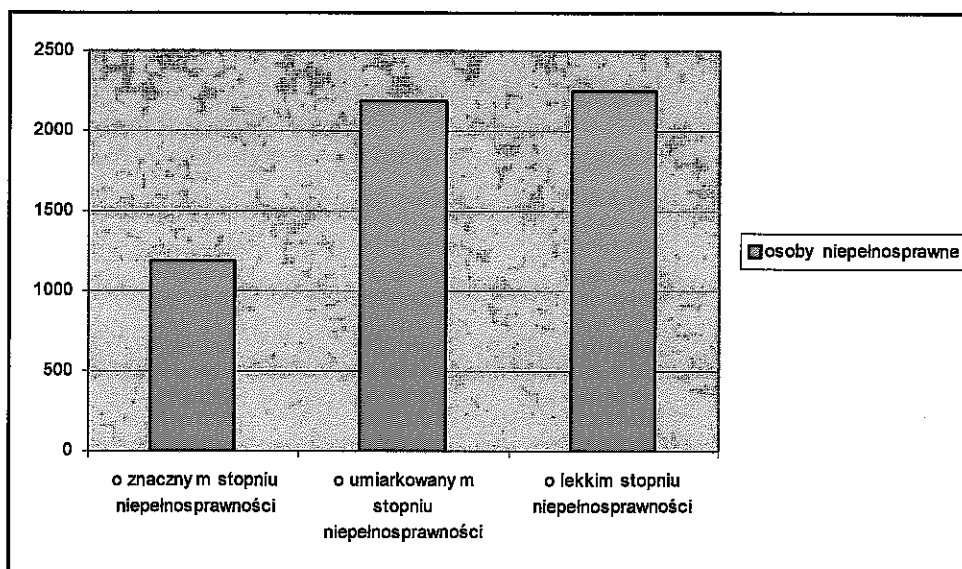 2500
2000
1500
1000
500
0
o znacznym stopniu
niepełnosprawności
o umiarkowanym
stopniu
niepełnosprawności
o lekkim stopniu
niepełnosprawności
osoby niepełnosprawne